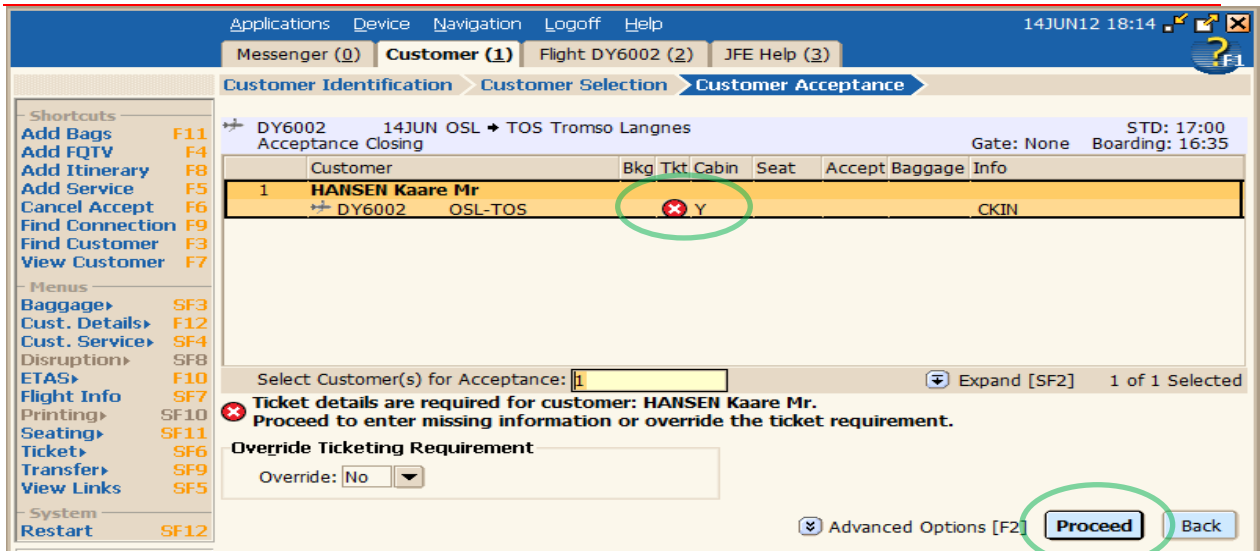 Applications Device Navigation Logoff Help 14JUN12 18:14
Messenger (0) Customer (1) Flight DY6002 (2) JFE Help (3)
?F1
Customer Identification Customer Selection Customer Acceptance
Shortcuts
Add Bags F11
Add FQTV F4
Add Itinerary F8
Add Service F5
Cancel Accept F6
Find Connection F9
Find Customer F3
View Customer F7
Menus
Baggage SF3
Cust. Details F12
Cust. Service SF4
Disruption SF8
ETAS F10
Flight Info SF7
Printing SF10
Seating SF11
Ticket SF6
Transfer SF9
View Links SF5
System
Restart SF12
DY6002 14JUN OSL → TOS Tromso Langnes STD: 17:00
Acceptance Closing Gate: None Boarding: 16:35
Customer Bkg Tkt Cabin Seat Accept Baggage Info
1 HANSEN Kaare Mr
DY6002 OSL-TOS Y CKIN
Select Customer(s) for Acceptance: 1 Expand [SF2] 1 of 1 Selected
Ticket details are required for customer: HANSEN Kaare Mr.
Proceed to enter missing information or override the ticket requirement.
Override Ticketing Requirement
Override: No
Advanced Options [F2] Proceed Back